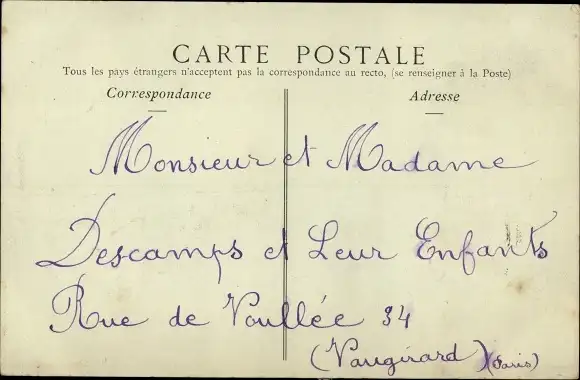 CARTE POSTALE
Tous les pays étrangers n'acceptent pas la correspondance au recto, (se renseigner à la Poste)
Correspondance Adresse
Monsieur et Madame
Descamps et Leur Enfants
Rue de Voullée 34
(Vaugirard) (Paris)